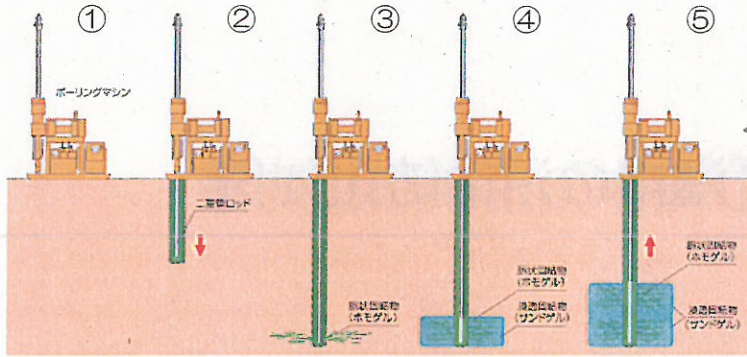 ①
②
③
④
⑤
ボーリングマシン
二重管ロッド
脈状固結物
(ホモゲル)
脈状固結物
(ホモゲル)
浸透固結物
(サンドゲル)
脈状固結物
(ホモゲル)
浸透固結物
(サンドゲル)